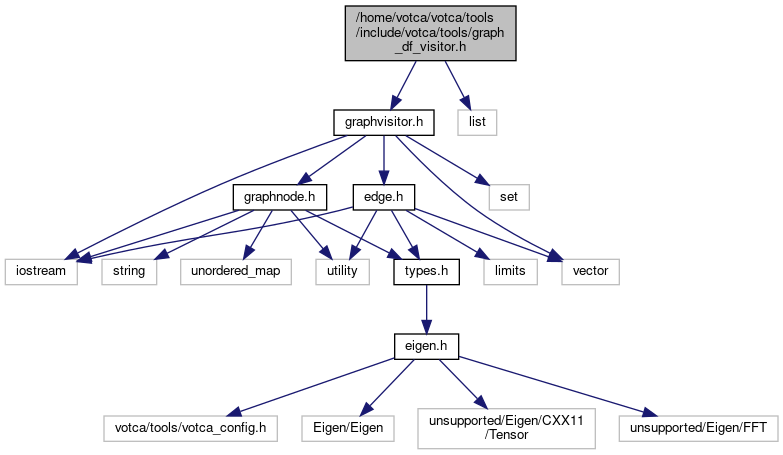 /home/votca/votca/tools
/include/votca/tools/graph
_df_visitor.h
graphvisitor.h
list
graphnode.h
edge.h
set
iostream
string
unordered_map
utility
types.h
limits
vector
eigen.h
votca/tools/votca_config.h
Eigen/Eigen
unsupported/Eigen/CXX11
/Tensor
unsupported/Eigen/FFT